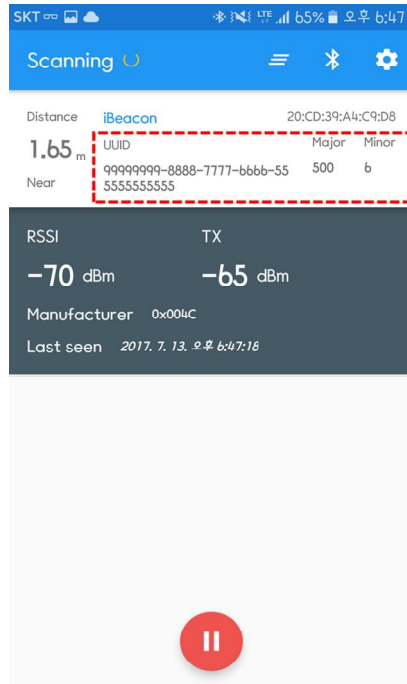 SKT LTE 65% 오후 6:47
Scanning
Distance iBeacon 20:CD:39:A4:C9:D8
1.65 m UUID Major Minor
99999999-8888-7777-6666-55 500 6
Near 5555555555
RSSI TX
-70 dBm -65 dBm
Manufacturer 0x004C
Last seen 2017. 7. 13. 오후 6:47:18